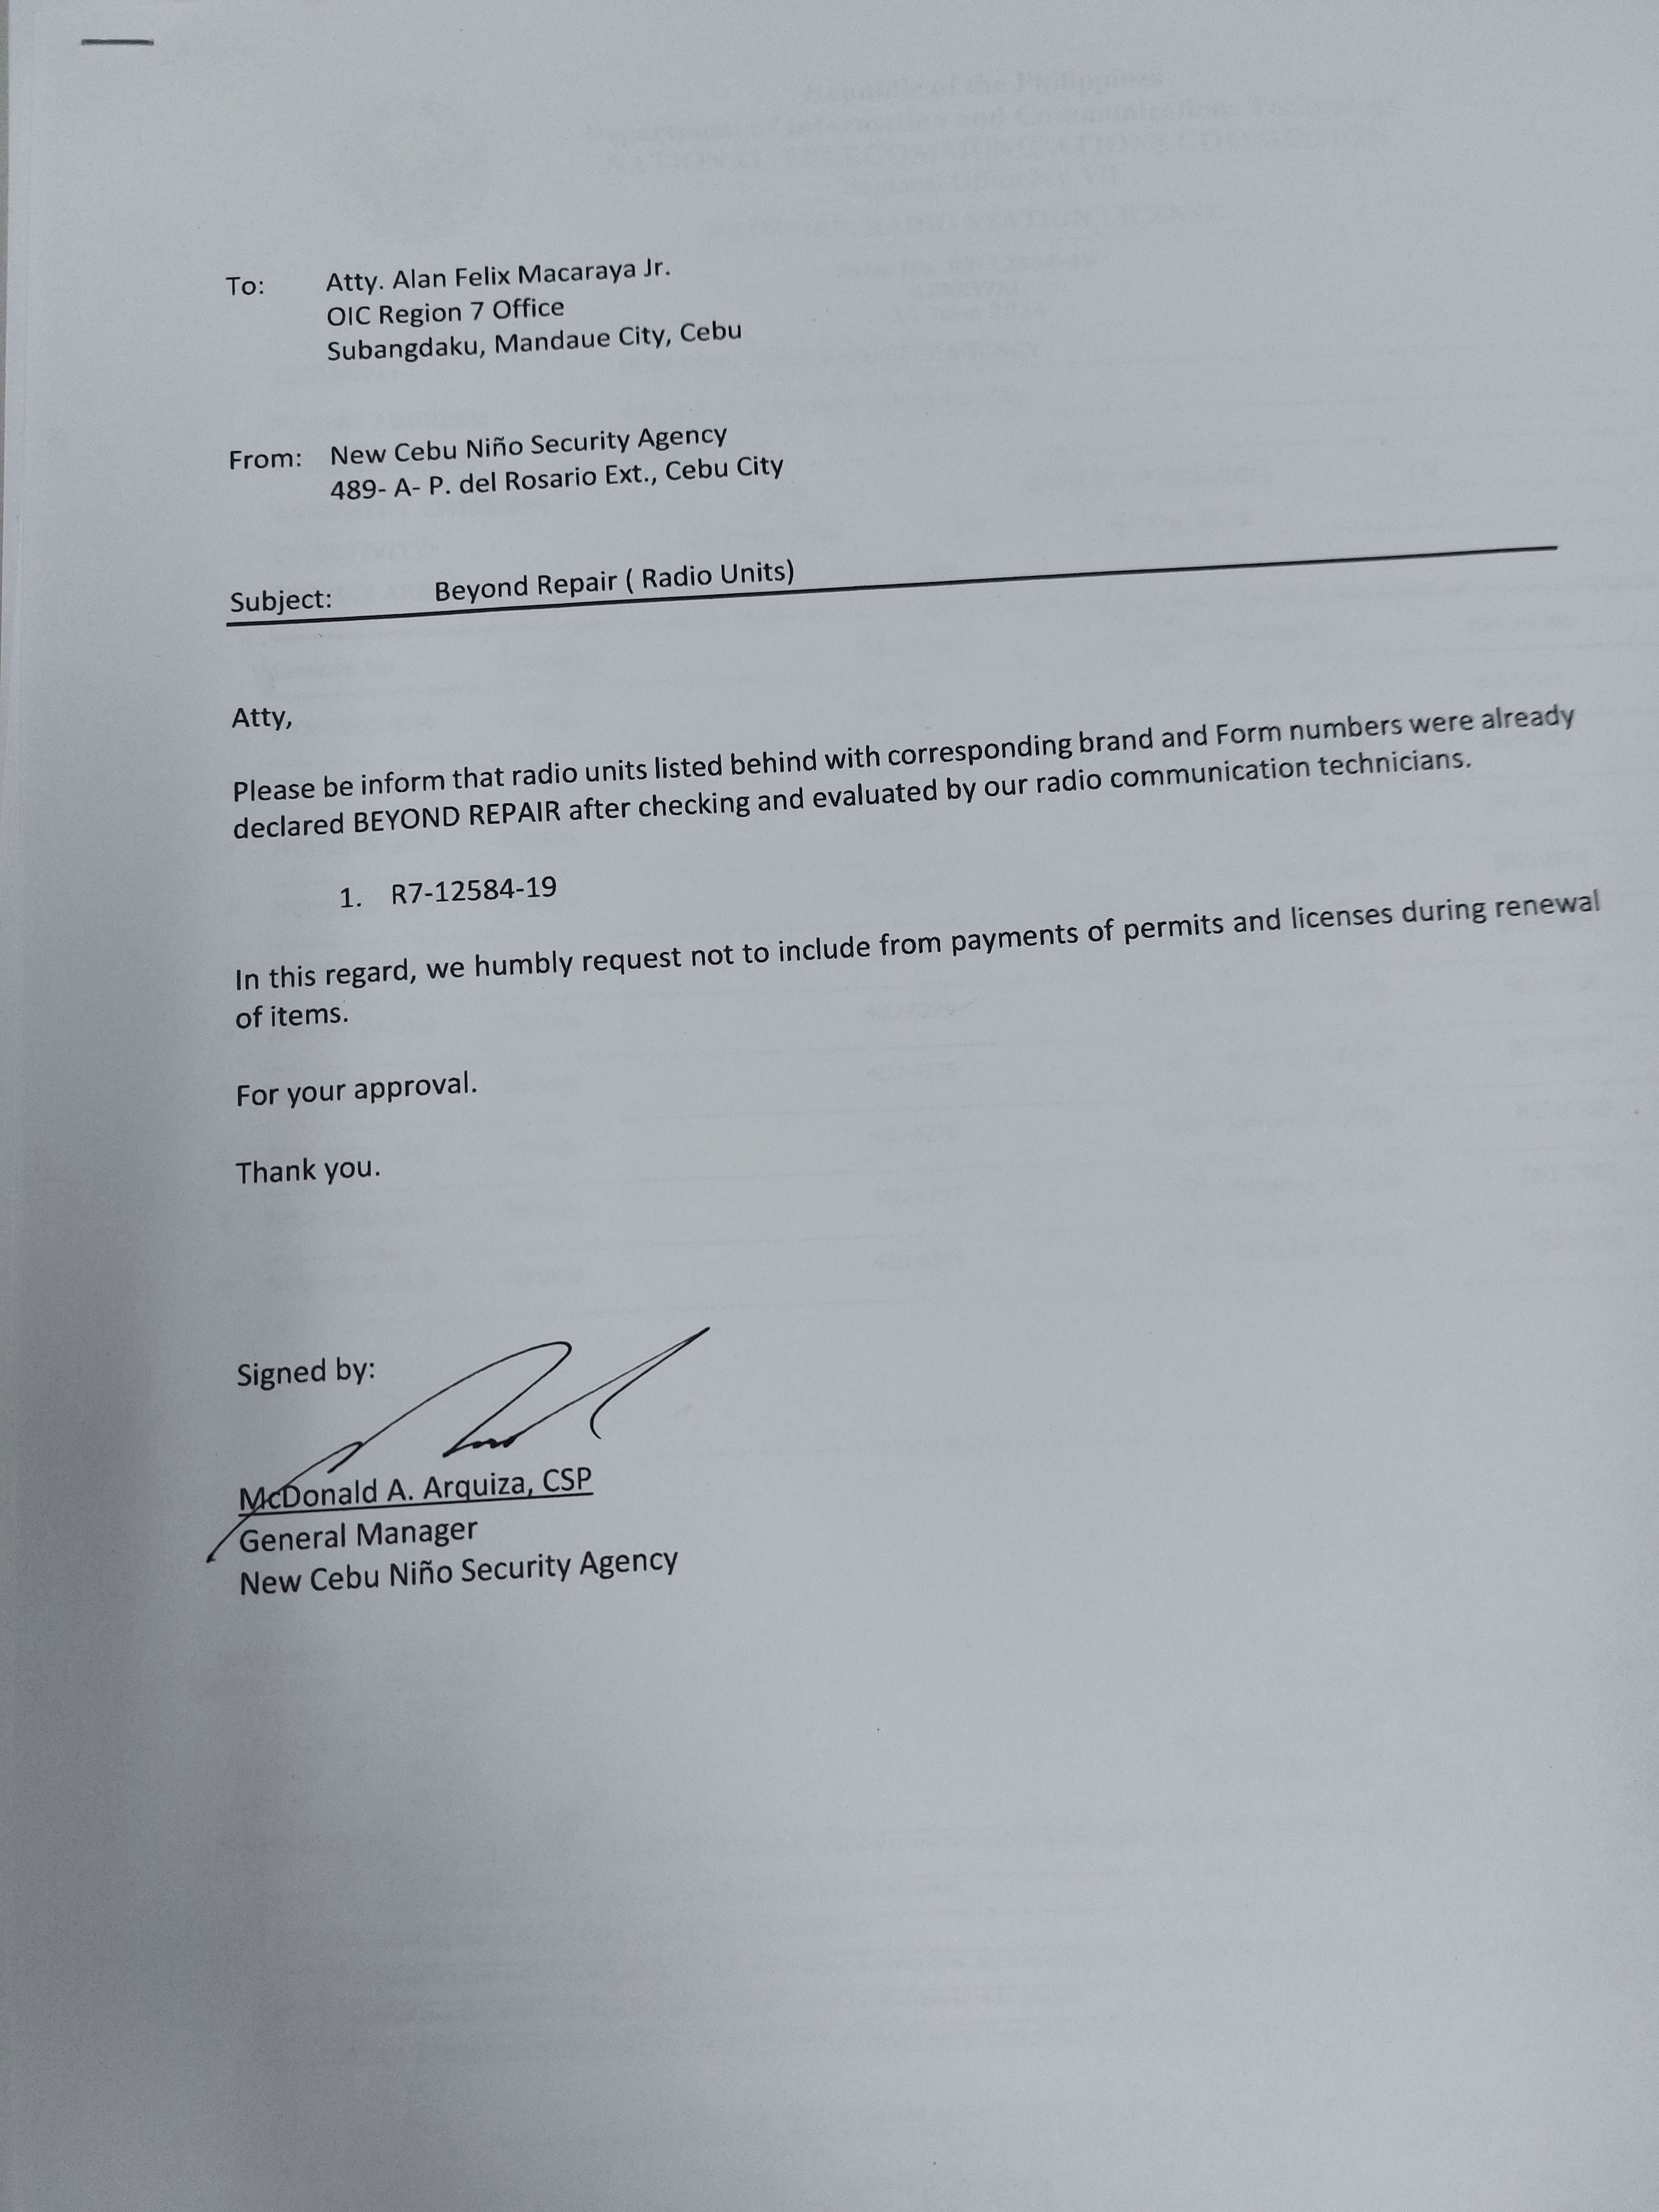 To: Atty. Alan Felix Macaraya Jr.
OIC Region 7 Office
Subangdaku, Mandaue City, Cebu
From: New Cebu Niño Security Agency
489- A- P. del Rosario Ext., Cebu City
Subject: Beyond Repair ( Radio Units)
Atty,
Please be inform that radio units listed behind with corresponding brand and Form numbers were already
declared BEYOND REPAIR after checking and evaluated by our radio communication technicians.
1. R7-12584-19
In this regard, we humbly request not to include from payments of permits and licenses during renewal
of items.
For your approval.
Thank you.
Signed by:
McDonald A. Arquiza, CSP
General Manager
New Cebu Niño Security Agency